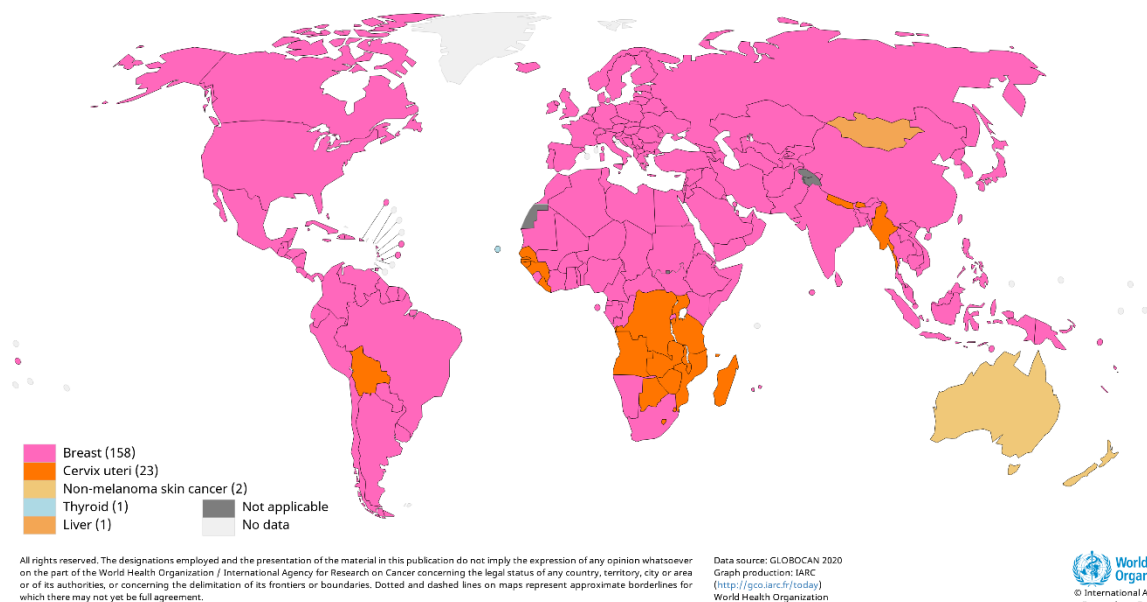 Breast (158)
Cervix uteri (23)
Non-melanoma skin cancer (2)
Thyroid (1)
Liver (1)
Not applicable
No data
All rights reserved. The designations employed and the presentation of the material in this publication do not imply the expression of any opinion whatsoever
on the part of the World Health Organization / International Agency for Research on Cancer concerning the legal status of any country, territory, city or area
or of its authorities, or concerning the delimitation of its frontiers or boundaries. Dotted and dashed lines on maps represent approximate borderlines for
which there may not yet be full agreement.
Data source: GLOBOCAN 2020
Graph production: IARC
(http://gco.iarc.fr/today)
World Health Organization
World
Organ
© International